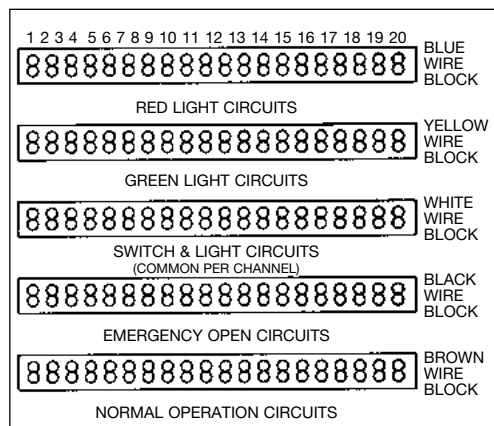 1 2 3 4 5 6 7 8 9 10 11 12 13 14 15 16 17 18 19 20
BLUE
WIRE
BLOCK
RED LIGHT CIRCUITS
YELLOW
WIRE
BLOCK
GREEN LIGHT CIRCUITS
WHITE
WIRE
BLOCK
SWITCH & LIGHT CIRCUITS
(COMMON PER CHANNEL)
BLACK
WIRE
BLOCK
EMERGENCY OPEN CIRCUITS
BROWN
WIRE
BLOCK
NORMAL OPERATION CIRCUITS